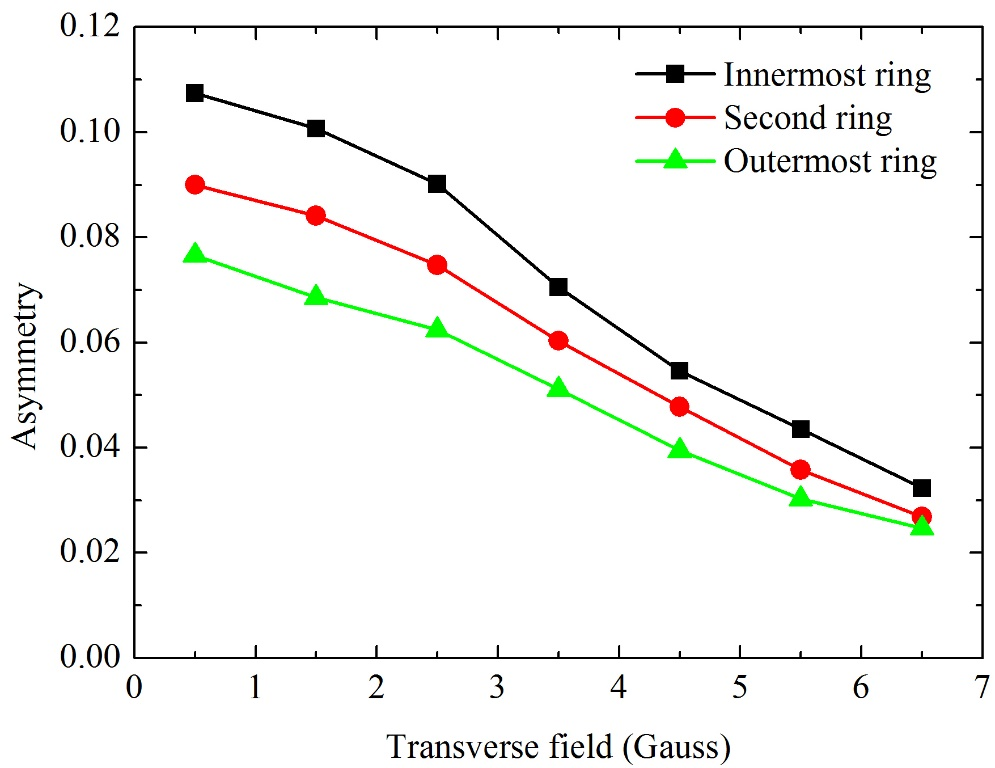 0.12
0.10
0.08
0.06
0.04
0.02
0.00
Asymmetry
Innermost ring
Second ring
Outermost ring
0 1 2 3 4 5 6 7
Transverse field (Gauss)